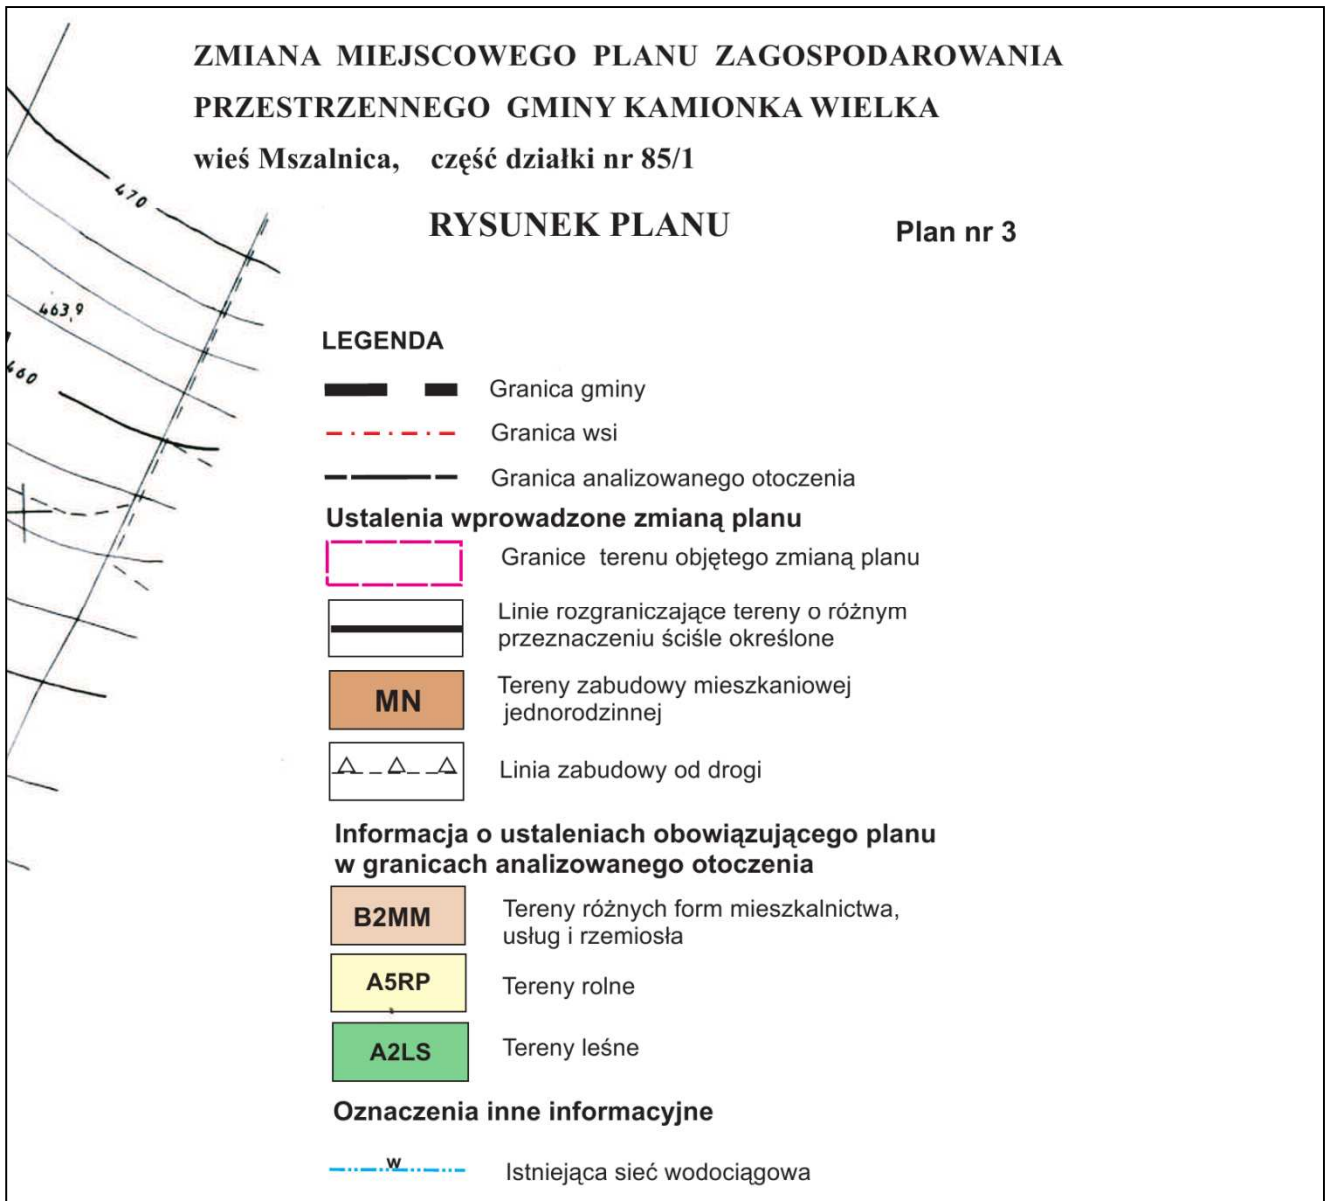 ZMIANA MIEJSCOWEGO PLANU ZAGOSPODAROWANIA
PRZESTRZENNEGO GMINY KAMIONKA WIELKA
wieś Mszalnica, część działki nr 85/1
RYSUNEK PLANU
Plan nr 3
470
463,9
460
LEGENDA
Granica gminy
Granica wsi
Granica analizowanego otoczenia
Ustalenia wprowadzone zmianą planu
Granice terenu objętego zmianą planu
Linie rozgraniczające tereny o różnym
przeznaczeniu ściśle określone
MN
Tereny zabudowy mieszkaniowej
jednorodzinnej
Linia zabudowy od drogi
Informacja o ustaleniach obowiązującego planu
w granicach analizowanego otoczenia
B2MM
Tereny różnych form mieszkalnictwa,
usług i rzemiosła
A5RP
Tereny rolne
A2LS
Tereny leśne
Oznaczenia inne informacyjne
w
Istniejąca sieć wodociągowa